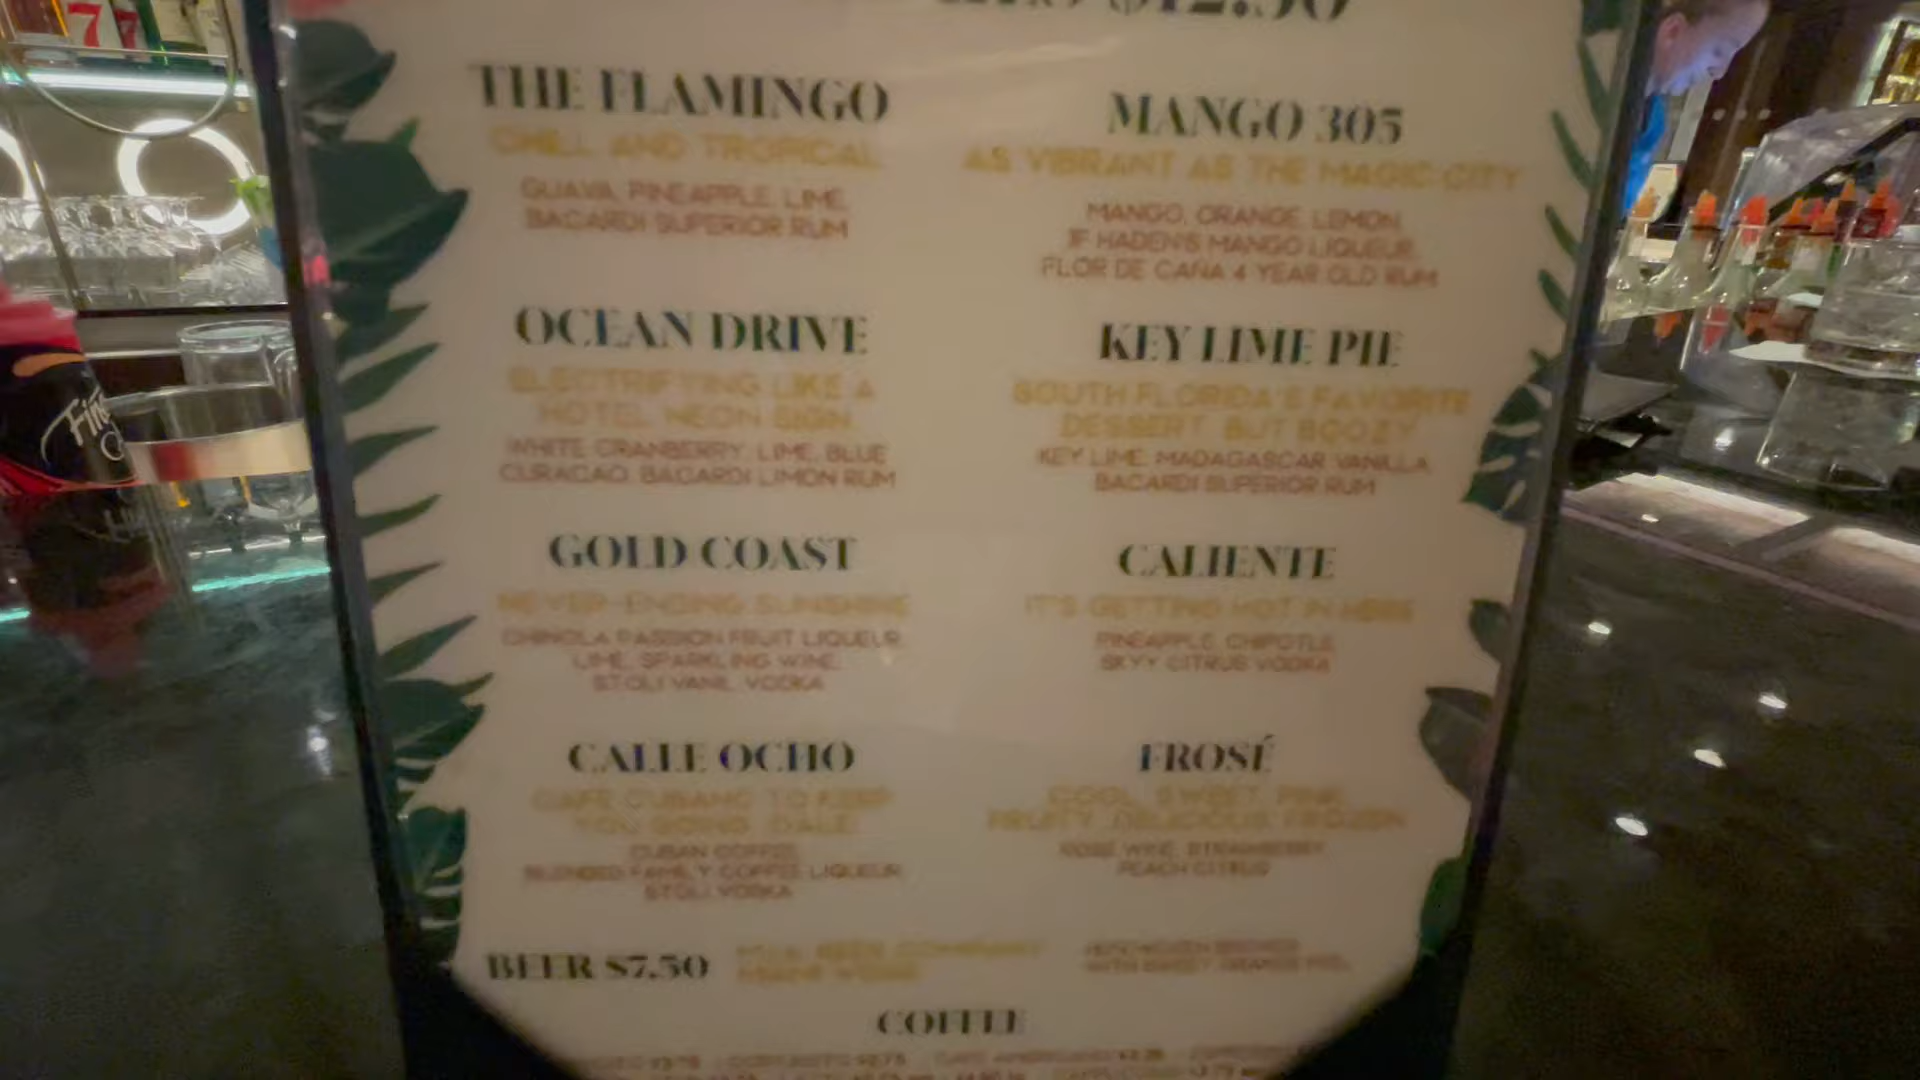 $12.50
THE FLAMINGO
CHILL AND TROPICAL
GUAVA, PINEAPPLE, LIME,
BACARDI SUPERIOR RUM
MANGO 305
AS VIBRANT AS THE MAGIC CITY
MANGO, ORANGE, LEMON,
JF HADEN'S MANGO LIQUEUR,
FLOR DE CAÑA 4 YEAR OLD RUM
OCEAN DRIVE
ELECTRIFYING LIKE A
HOTEL NEON SIGN
WHITE CRANBERRY, LIME, BLUE
CURACAO, BACARDI LIMON RUM
KEY LIME PIE
SOUTH FLORIDA'S FAVORITE
DESSERT, BUT BOOZY
KEY LIME, MADAGASCAR VANILLA,
BACARDI SUPERIOR RUM
GOLD COAST
NEVER-ENDING SUNSHINE
CHINOLA PASSION FRUIT LIQUEUR,
LIME, SPARKLING WINE,
STOLI VANIL VODKA
CALIENTE
IT'S GETTING HOT IN HERE
PINEAPPLE, CHIPOTLE,
SKYY CITRUS VODKA
CALLE OCHO
CAFE CUBANO TO KEEP
YOU GOING, DALE!
CUBAN COFFEE,
BLENDED FAMILY COFFEE LIQUEUR,
STOLI VODKA
FROSÉ
COOL, SWEET, PINK,
FRUITY, DELICIOUS, FROZEN
ROSÉ WINE, STRAWBERRY,
PEACH CITRUS
BEER $7.50
BEER COMPANY
COFFEE
7
Fin